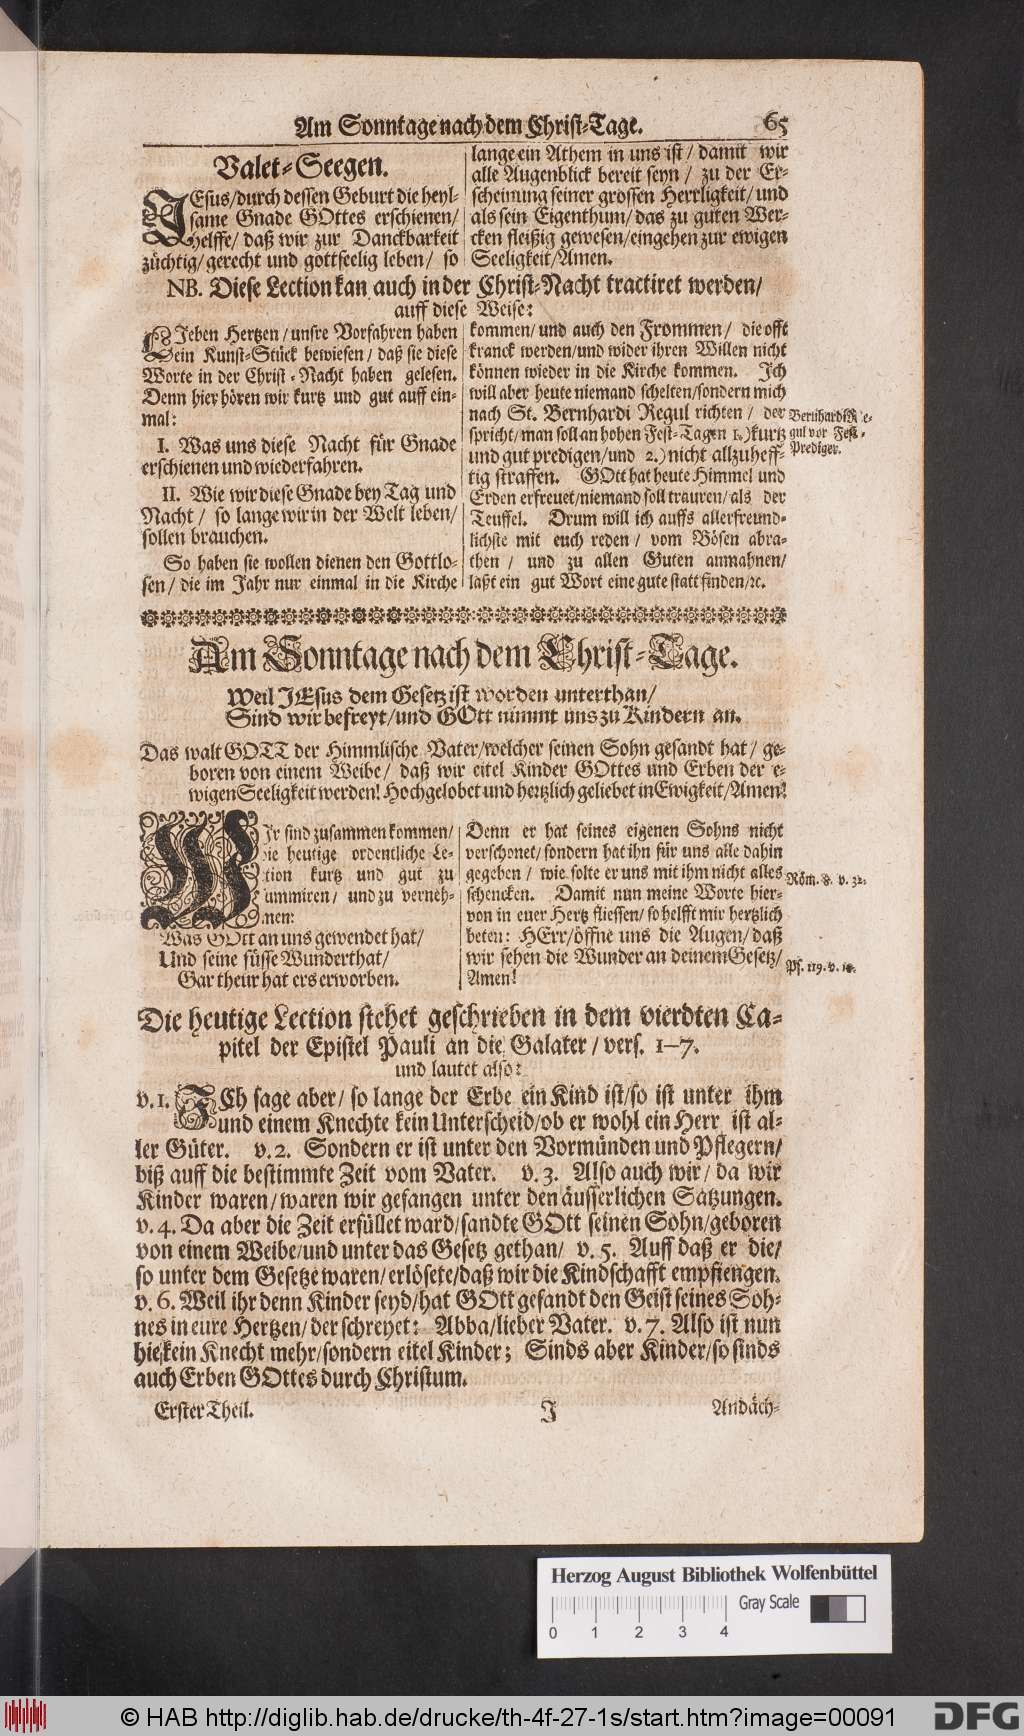 Am Sonntage nach dem Christ-Tage. 65
Valet-Seegen.
JEsus/durch dessen Geburt die heyl-
same Gnade GOttes erschienen/
helffe/ daß wir zur Danckbarkeit
züchtig/gerecht und gottseelig leben/ so
lange ein Athem in uns ist/ damit wir
alle Augenblick bereit seyn/ zu der Er-
scheinung seiner grossen Herrligkeit/und
als sein Eigenthum/das zu guten Wer-
cken fleißig gewesen/eingehen zur ewigen
Seeligkeit/Amen.
NB. Diese Lection kan auch in der Christ-Nacht tractiret werden/
auff diese Weise:
LJeben Hertzen/unsre Vorfahren haben
ein Kunst-Stück bewiesen/daß sie diese
Worte in der Christ-Nacht haben gelesen.
Denn hier hören wir kurtz und gut auff ein-
mal:
I. Was uns diese Nacht für Gnade
erschienen und wiederfahren.
II. Wie wir diese Gnade bey Tag und
Nacht/ so lange wir in der Welt leben/
sollen brauchen.
So haben sie wollen dienen den Gottlo-
sen/ die im Jahr nur einmal in die Kirche
kommen/und auch den Frommen/ die offt
kranck werden/und wider ihren Willen nicht
können wieder in die Kirche kommen. Ich
will aber heute niemand schelten/sondern mich
nach St. Bernhardi Regul richten/ der
spricht/man soll an hohen Fest-Tagen 1.)kurtz
und gut predigen/und 2.)nicht allzuheff-
tig straffen. GOtt hat heute Himmel und
Erden erfreuet/niemand soll trauren/als der
Teuffel. Drum will ich auffs allerfreund-
lichste mit euch reden/ vom Bösen abra-
then/ und zu allen Guten anmahnen/
laßt ein gut Wort eine gute statt finden/ꝛc.
Bernhardi Re-
gul vor Fest-
Prediger.
Am Sonntage nach dem Christ-Tage.
Weil JEsus dem Gesetz ist worden unterthan/
Sind wir befreyt/und GOtt nimmt uns zu Kindern an.
Das walt GOTT der Himmlische Vater/welcher seinen Sohn gesandt hat/ ge-
boren von einem Weibe/ daß wir eitel Kinder GOttes und Erben der e-
wigen Seeligkeit werden! Hochgelobet und hertzlich geliebet in Ewigkeit/Amen!
WJr sind zusammen kommen/
die heutige ordentliche Le-
ction kurtz und gut zu
summiren/ und zu verneh-
men:
Was GOtt an uns gewendet hat/
Und seine süsse Wunderthat/
Gar theur hat ers erworben.
Denn er hat seines eigenen Sohns nicht
verschonet/sondern hat ihn für uns alle dahin
gegeben/ wie solte er uns mit ihm nicht alles
schencken. Damit nun meine Worte hier-
von in euer Hertz fliessen/so helfft mir hertzlich
beten: HErr/öffne uns die Augen/daß
wir sehen die Wunder an deinem Gesetz/
Amen!
Röm. 8. v. 32.
Ps. 119. v. 18.
Die heutige Lection stehet geschrieben in dem vierdten Ca-
pitel der Epistel Pauli an die Galater/vers. 1-7.
und lautet also:
v.1. JCh sage aber/ so lange der Erbe ein Kind ist/so ist unter ihm
und einem Knechte kein Unterscheid/ob er wohl ein Herr ist al-
ler Güter. v. 2. Sondern er ist unter den Vormünden und Pflegern/
biß auff die bestimmte Zeit vom Vater. v. 3. Also auch wir/ da wir
Kinder waren/waren wir gefangen unter den äusserlichen Satzungen.
v. 4. Da aber die Zeit erfüllet ward/sandte GOtt seinen Sohn/geboren
von einem Weibe/und unter das Gesetz gethan/ v. 5. Auff daß er die/
so unter dem Gesetze waren/erlösete/daß wir die Kindschafft empfiengen.
v. 6. Weil ihr denn Kinder seyd/hat GOtt gesandt den Geist seines Soh-
nes in eure Hertzen/der schreyet: Abba/lieber Vater. v. 7. Also ist nun
hie kein Knecht mehr/sondern eitel Kinder; Sinds aber Kinder/so sinds
auch Erben GOttes durch Christum.
Erster Theil. J Andäch-
Herzog August Bibliothek Wolfenbüttel
Gray Scale
0 1 2 3 4
© HAB http://diglib.hab.de/drucke/th-4f-27-1s/start.htm?image=00091
DFG